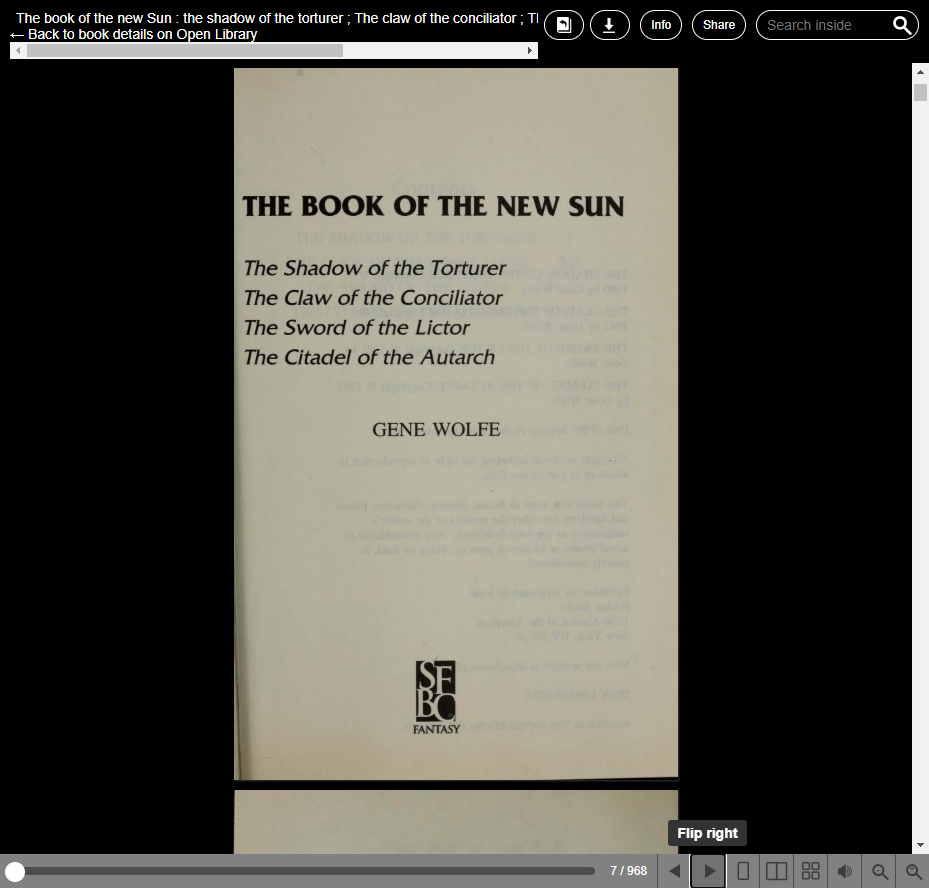 The book of the new Sun : the shadow of the torturer ; The claw of the conciliator ; Tl
← Back to book details on Open Library
Info
Share
Search inside
THE BOOK OF THE NEW SUN
The Shadow of the Torturer
The Claw of the Conciliator
The Sword of the Lictor
The Citadel of the Autarch
GENE WOLFE
SF
BC
FANTASY
Flip right
7 / 968